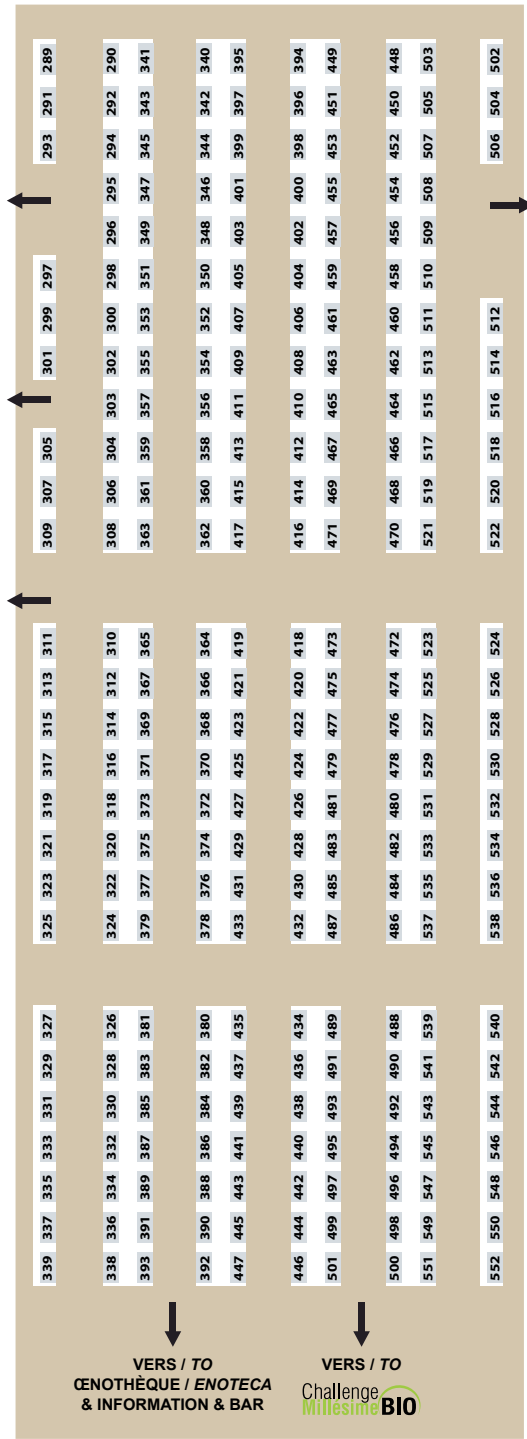 289 290 341 340 395 394 449 448 503 502
291 292 343 342 397 396 451 450 505 504
293 294 345 344 399 398 453 452 507 506
295 347 346 401 400 455 454 508
296 349 348 403 402 457 456 509
297 298 351 350 405 404 459 458 510
299 300 353 352 407 406 461 460 511 512
301 302 355 354 409 408 463 462 513 514
303 357 356 411 410 465 464 515 516
305 304 359 358 413 412 467 466 517 518
307 306 361 360 415 414 469 468 519 520
309 308 363 362 417 416 471 470 521 522
311 310 365 364 419 418 473 472 523 524
313 312 367 366 421 420 475 474 525 526
315 314 369 368 423 422 477 476 527 528
317 316 371 370 425 424 479 478 529 530
319 318 373 372 427 426 481 480 531 532
321 320 375 374 429 428 483 482 533 534
323 322 377 376 431 430 485 484 535 536
325 324 379 378 433 432 487 486 537 538
327 326 381 380 435 434 489 488 539 540
329 328 383 382 437 436 491 490 541 542
331 330 385 384 439 438 493 492 543 544
333 332 387 386 441 440 495 494 545 546
335 334 389 388 443 442 497 496 547 548
337 336 391 390 445 444 499 498 549 550
339 338 393 392 447 446 501 500 551 552
VERS / TO
ŒNOTHÈQUE / ENOTECA
& INFORMATION & BAR
VERS / TO
Challenge
Millésime BIO